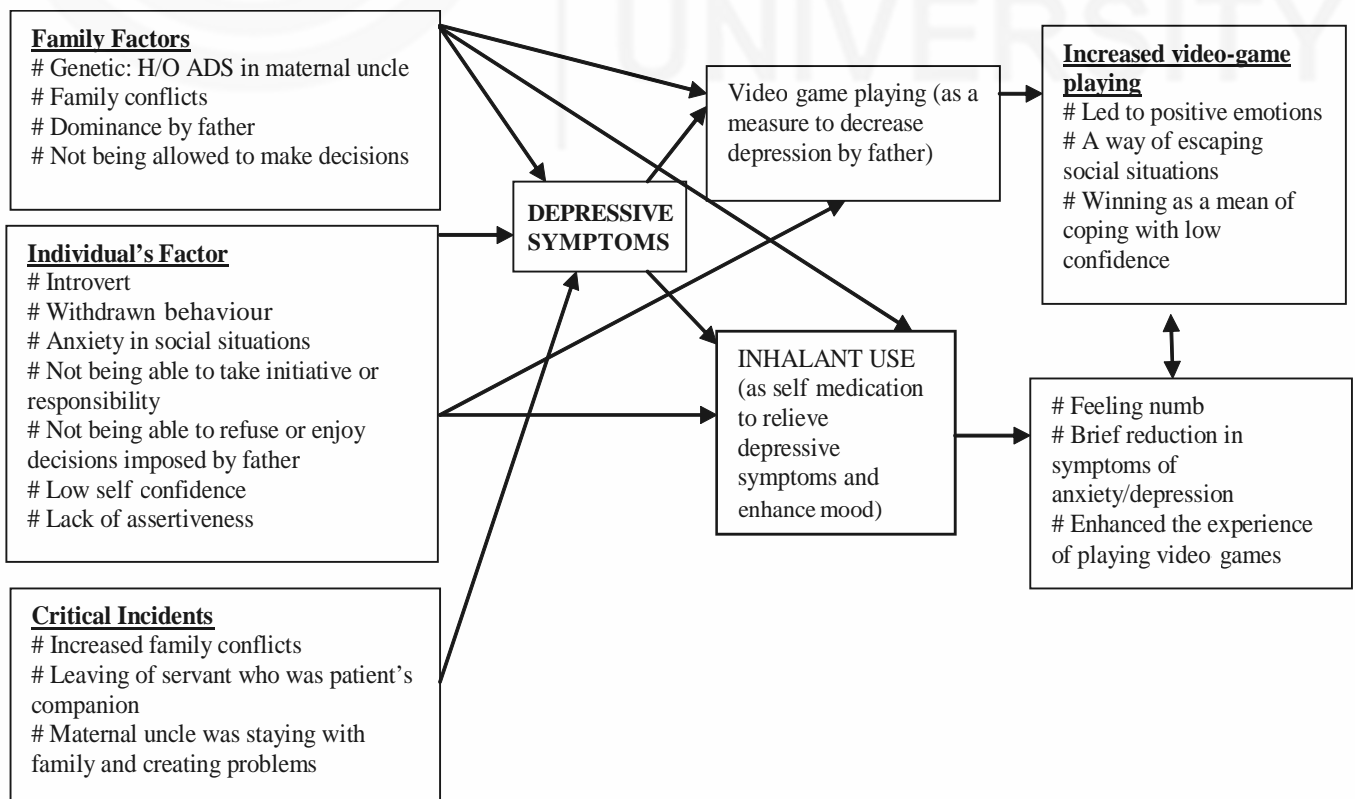 UNIVERSITY
Family Factors
# Genetic: H/O ADS in maternal uncle
# Family conflicts
# Dominance by father
# Not being allowed to make decisions
Individual's Factor
# Introvert
# Withdrawn behaviour
# Anxiety in social situations
# Not being able to take initiative or
responsibility
# Not being able to refuse or enjoy
decisions imposed by father
# Low self confidence
# Lack of assertiveness
Critical Incidents
# Increased family conflicts
# Leaving of servant who was patient's
companion
# Maternal uncle was staying with
family and creating problems
DEPRESSIVE
SYMPTOMS
Video game playing (as a
measure to decrease
depression by father)
INHALANT USE
(as self medication
to relieve
depressive
symptoms and
enhance mood)
Increased video-game
playing
# Led to positive emotions
# A way of escaping
social situations
# Winning as a mean of
coping with low
confidence
# Feeling numb
# Brief reduction in
symptoms of
anxiety/depression
# Enhanced the experience
of playing video games